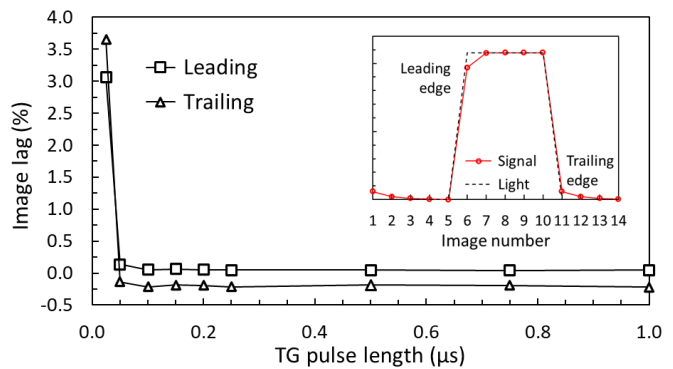 4.0
3.5
3.0
2.5
2.0
1.5
1.0
0.5
0.0
-0.5
Image lag (%)
Leading
Trailing
Leading
edge
Signal
Light
Trailing
edge
1 2 3 4 5 6 7 8 9 10 11 12 13 14
Image number
0.0 0.2 0.4 0.6 0.8 1.0
TG pulse length (μs)